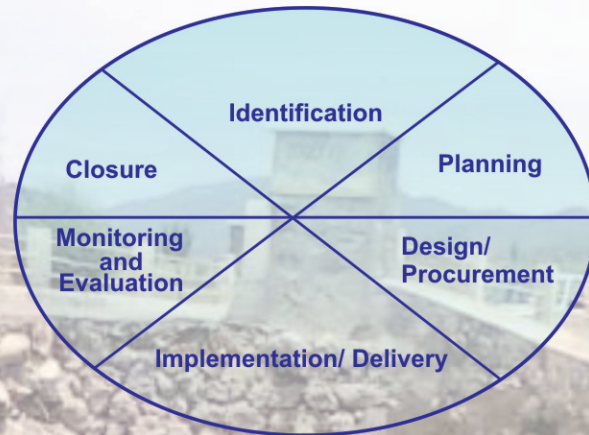 Identification
Planning
Design/
Procurement
Implementation/ Delivery
Monitoring
and
Evaluation
Closure